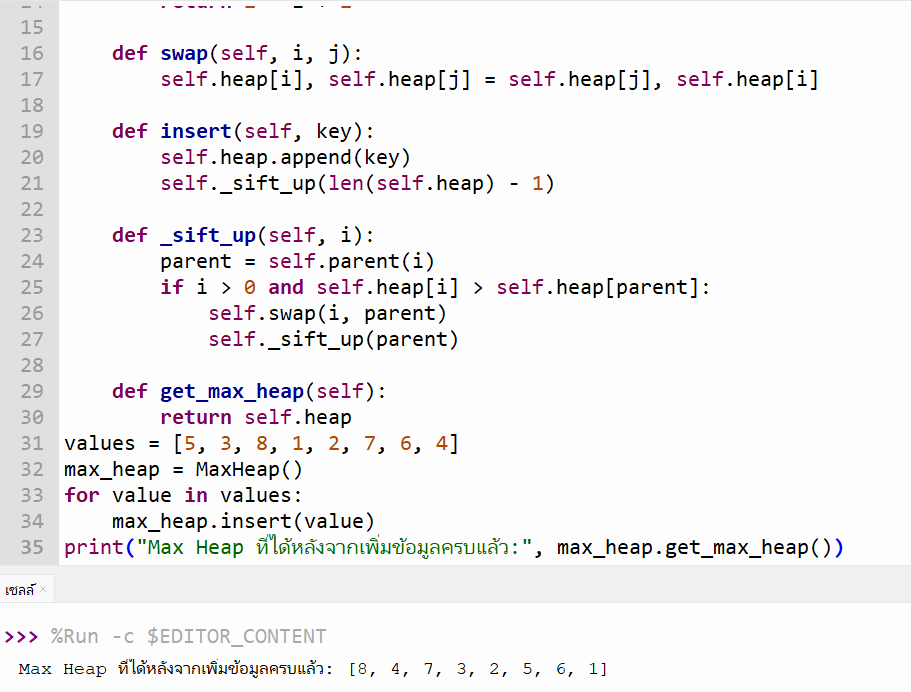 15
16 def swap(self, i, j):
17 self.heap[i], self.heap[j] = self.heap[j], self.heap[i]
18
19 def insert(self, key):
20 self.heap.append(key)
21 self._sift_up(len(self.heap) - 1)
22
23 def _sift_up(self, i):
24 parent = self.parent(i)
25 if i > 0 and self.heap[i] > self.heap[parent]:
26 self.swap(i, parent)
27 self._sift_up(parent)
28
29 def get_max_heap(self):
30 return self.heap
31 values = [5, 3, 8, 1, 2, 7, 6, 4]
32 max_heap = MaxHeap()
33 for value in values:
34 max_heap.insert(value)
35 print("Max Heap ที่ได้หลังจากเพิ่มข้อมูลครบแล้ว:", max_heap.get_max_heap())
เชลล์ ×
>>> %Run -c $EDITOR_CONTENT
Max Heap ที่ได้หลังจากเพิ่มข้อมูลครบแล้ว: [8, 4, 7, 3, 2, 5, 6, 1]